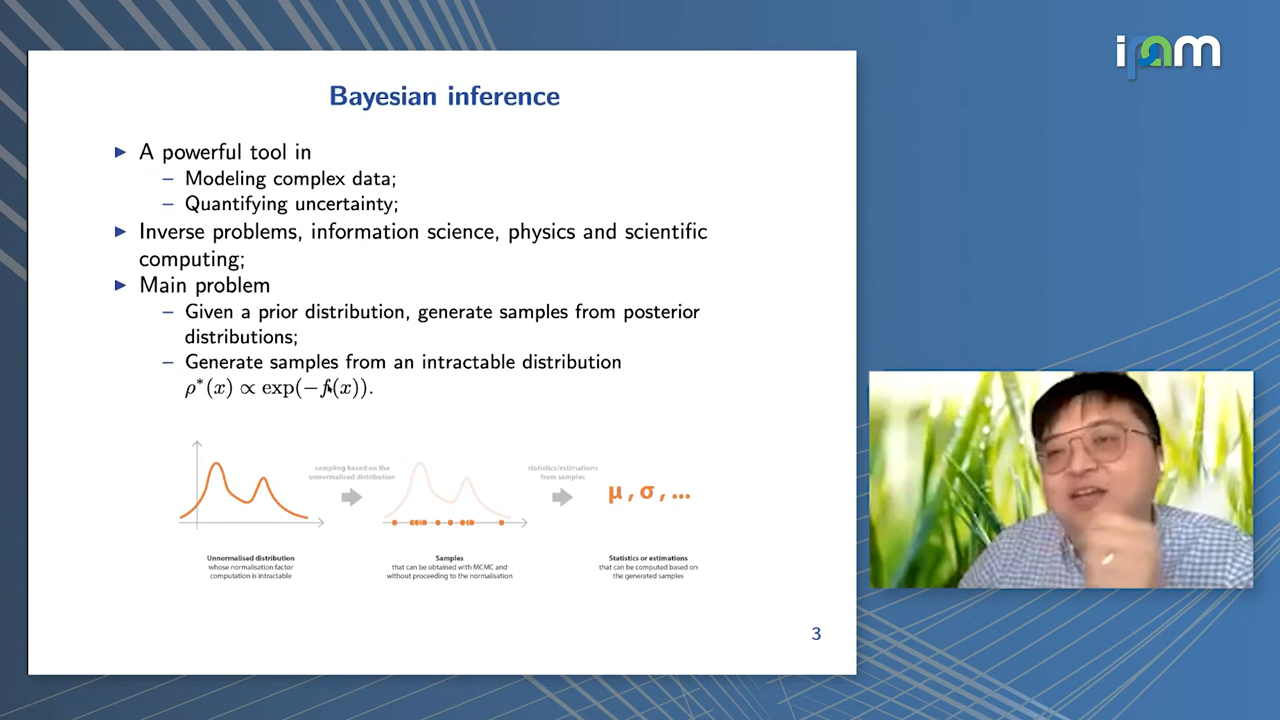 ipam
Bayesian inference
▶ A powerful tool in
– Modeling complex data;
– Quantifying uncertainty;
▶ Inverse problems, information science, physics and scientific
computing;
▶ Main problem
– Given a prior distribution, generate samples from posterior
distributions;
– Generate samples from an intractable distribution
ρ*(x) ∝ exp(−f(x)).
sampling based on the
unnormalised distribution
statistics/estimations
from samples
μ , σ , ...
Unnormalised distribution
whose normalisation factor
computation is intractable
Samples
that can be obtained with MCMC and
without proceeding to the normalisation
Statistics or estimations
that can be computed based on
the generated samples
3